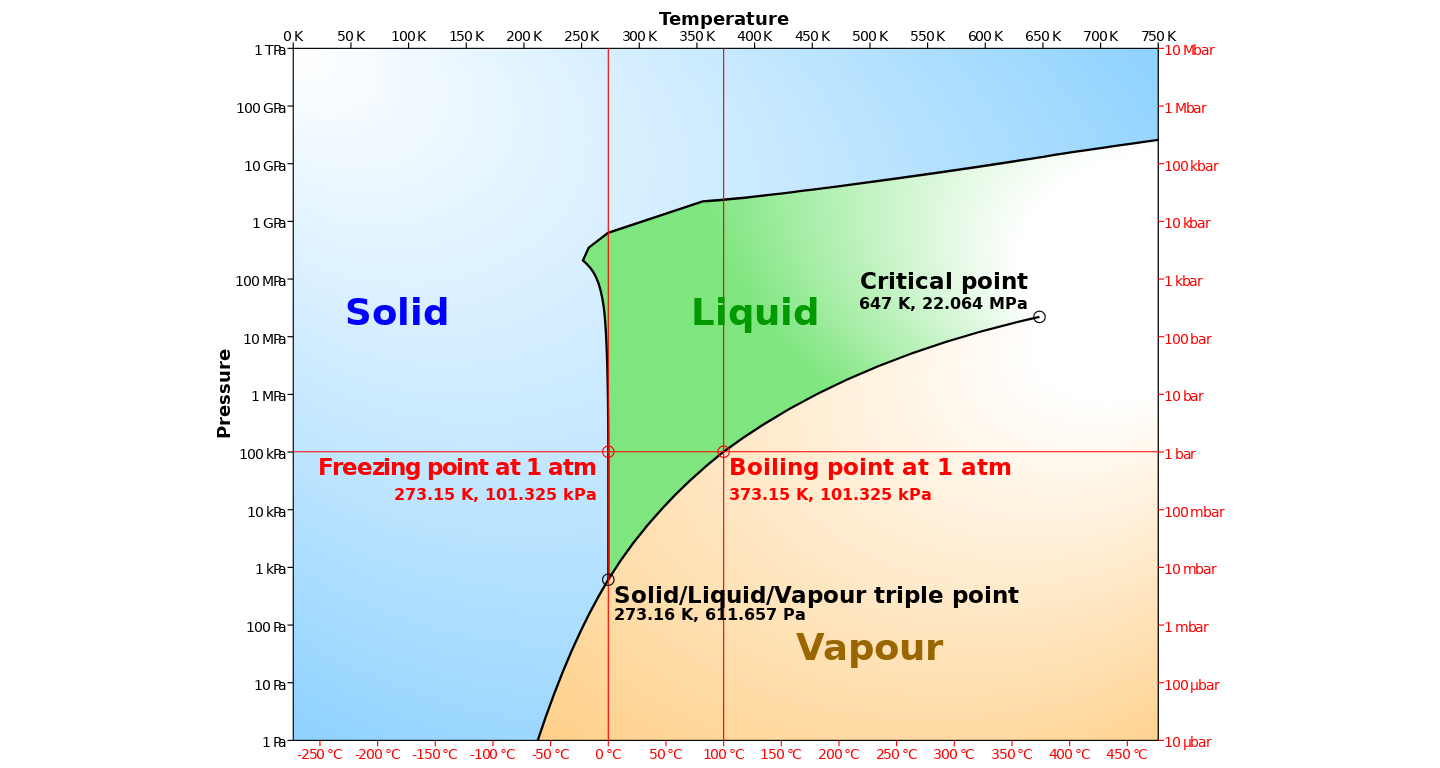 Temperature
0 K 50 K 100 K 150 K 200 K 250 K 300 K 350 K 400 K 450 K 500 K 550 K 600 K 650 K 700 K 750 K
1 TPa 10 Mbar
100 GPa 1 Mbar
10 GPa 100 kbar
1 GPa 10 kbar
100 MPa Critical point 1 kbar
Solid Liquid 647 K, 22.064 MPa
10 MPa 100 bar
Pressure
1 MPa 10 bar
100 kPa 1 bar
Freezing point at 1 atm Boiling point at 1 atm
273.15 K, 101.325 kPa 373.15 K, 101.325 kPa
10 kPa 100 mbar
1 kPa 10 mbar
Solid/Liquid/Vapour triple point
273.16 K, 611.657 Pa
100 Pa 1 mbar
Vapour
10 Pa 100 µbar
1 Pa 10 µbar
-250 °C -200 °C -150 °C -100 °C -50 °C 0 °C 50 °C 100 °C 150 °C 200 °C 250 °C 300 °C 350 °C 400 °C 450 °C